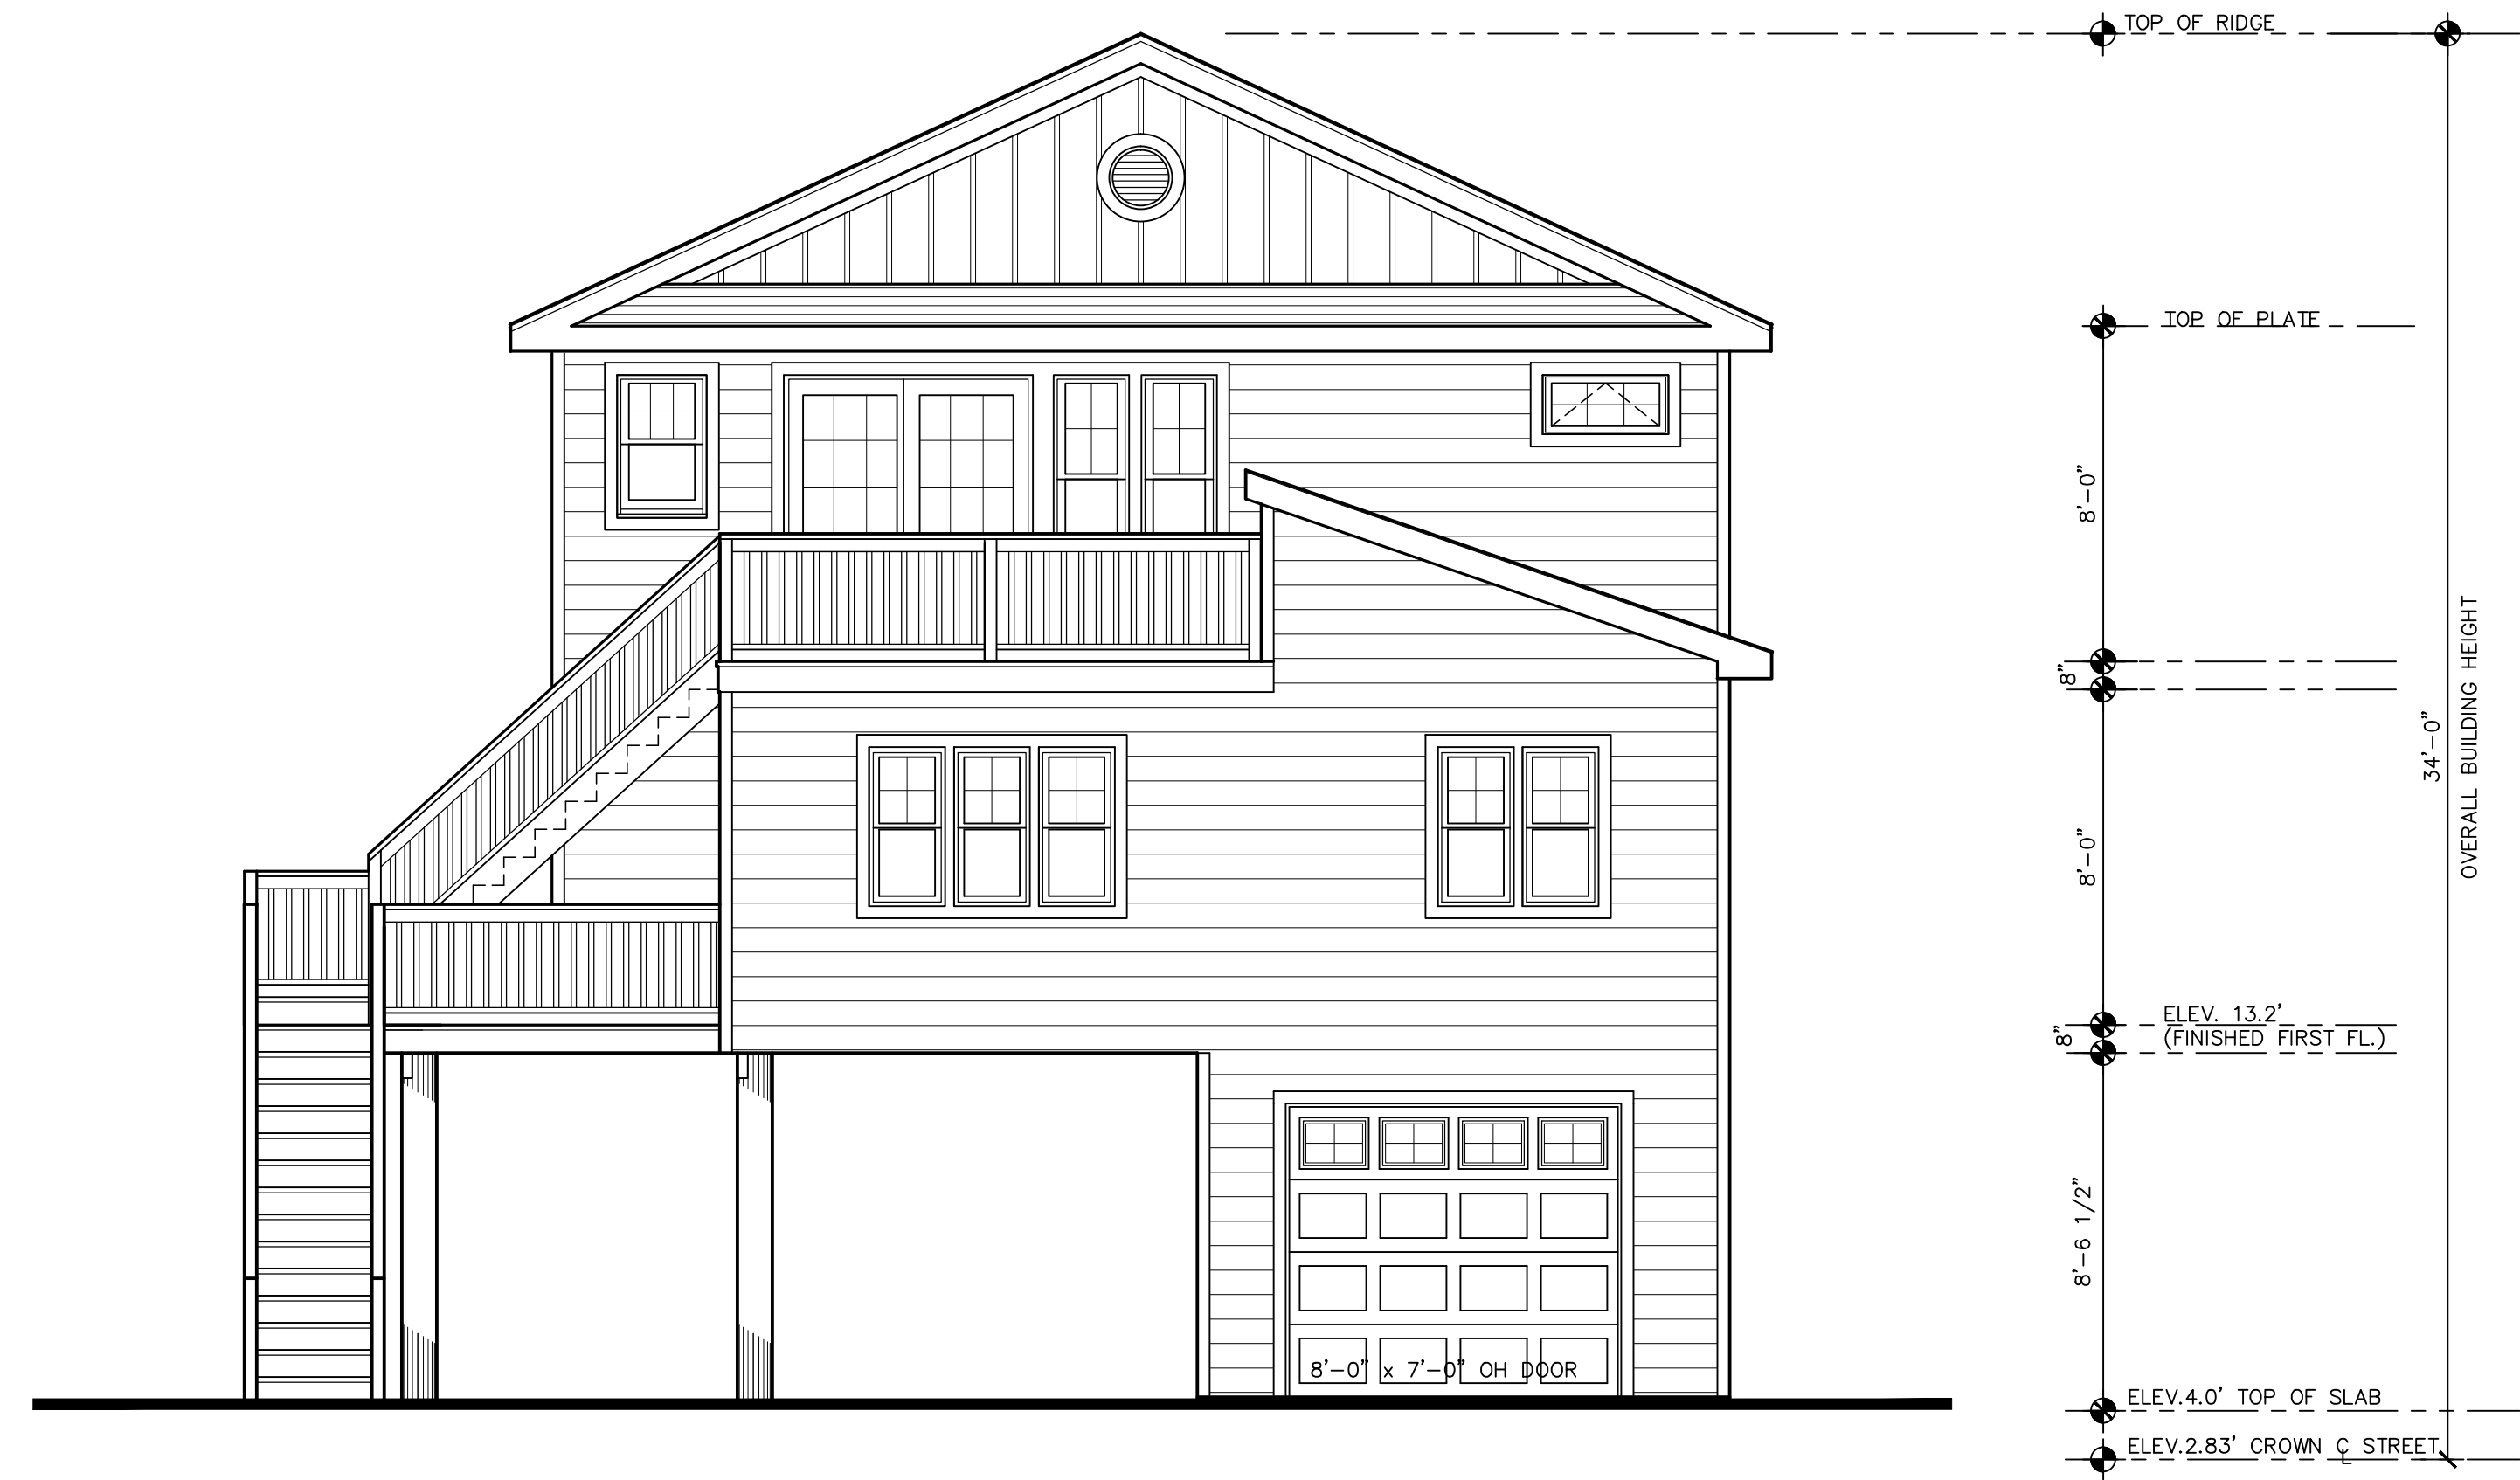 TOP OF RIDGE
TOP OF PLATE
8'-0"
8"
OVERALL BUILDING HEIGHT
34'-0"
8'-0"
ELEV. 13.2'
(FINISHED FIRST FL.)
8"
8'-6 1/2"
8'-0" x 7'-0" OH DOOR
ELEV.4.0' TOP OF SLAB
ELEV.2.83' CROWN ℄ STREET